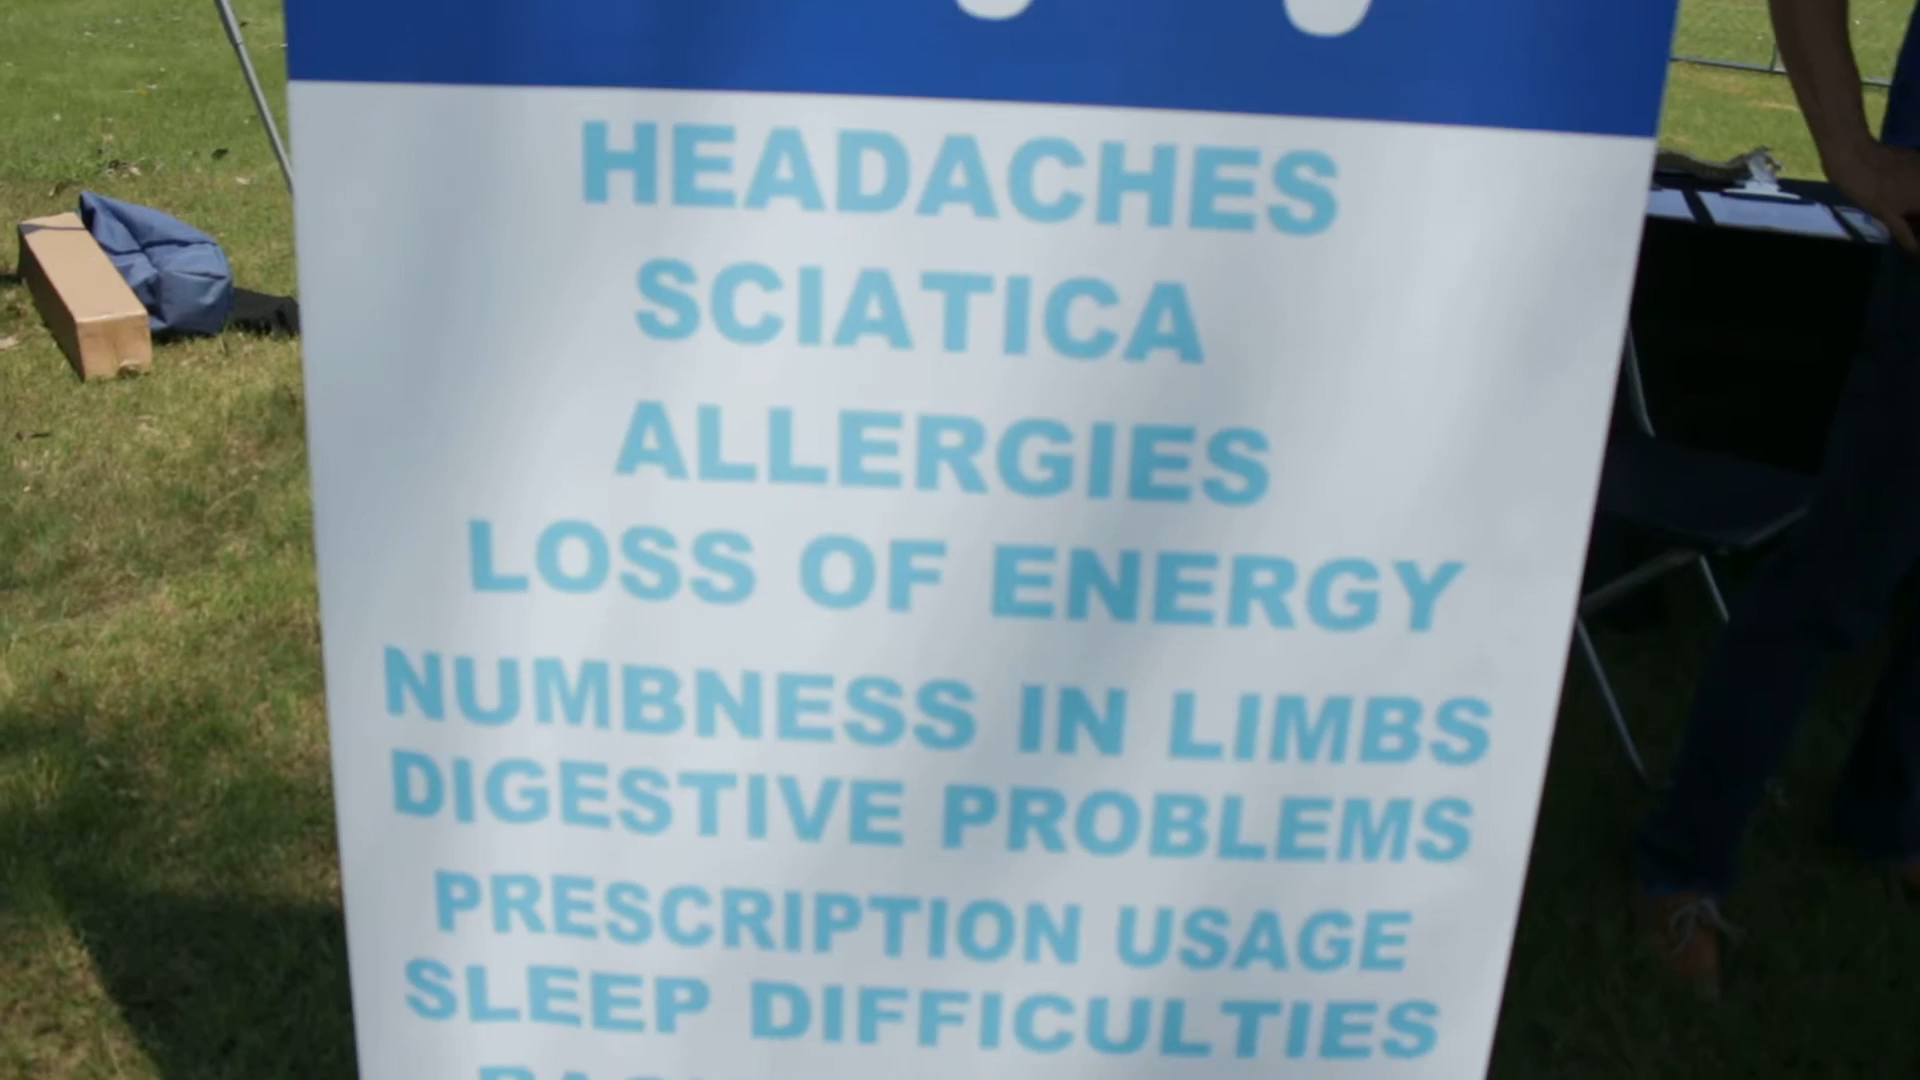 HEADACHES
SCIATICA
ALLERGIES
LOSS OF ENERGY
NUMBNESS IN LIMBS
DIGESTIVE PROBLEMS
PRESCRIPTION USAGE
SLEEP DIFFICULTIES